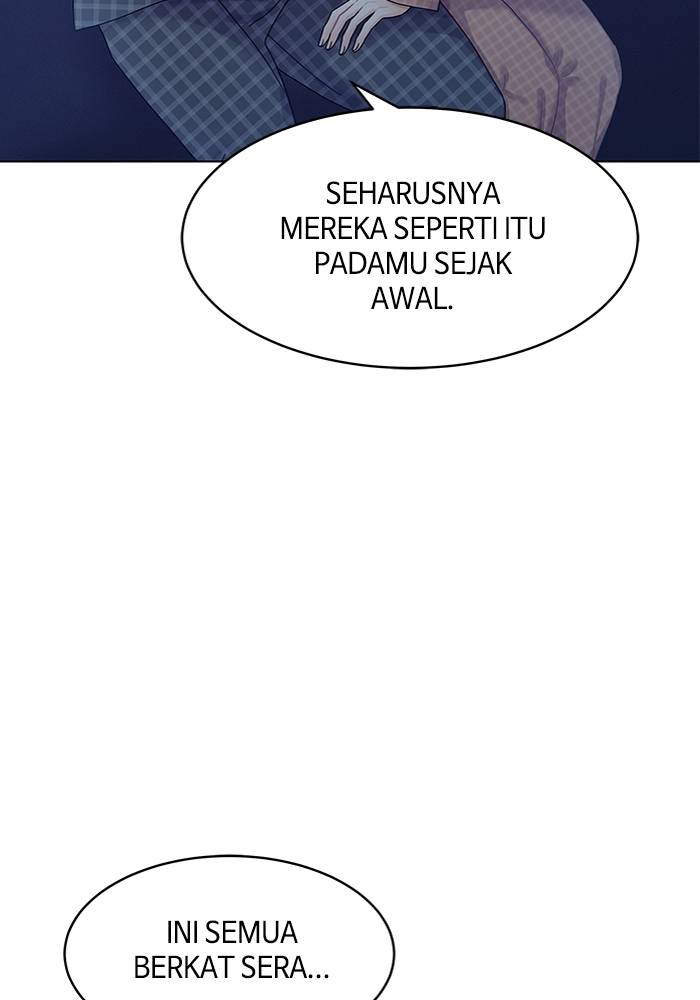 SEHARUSNYA
MEREKA SEPERTI ITU
PADAMU SEJAK
AWAL.
INI SEMUA
BERKAT SERA...